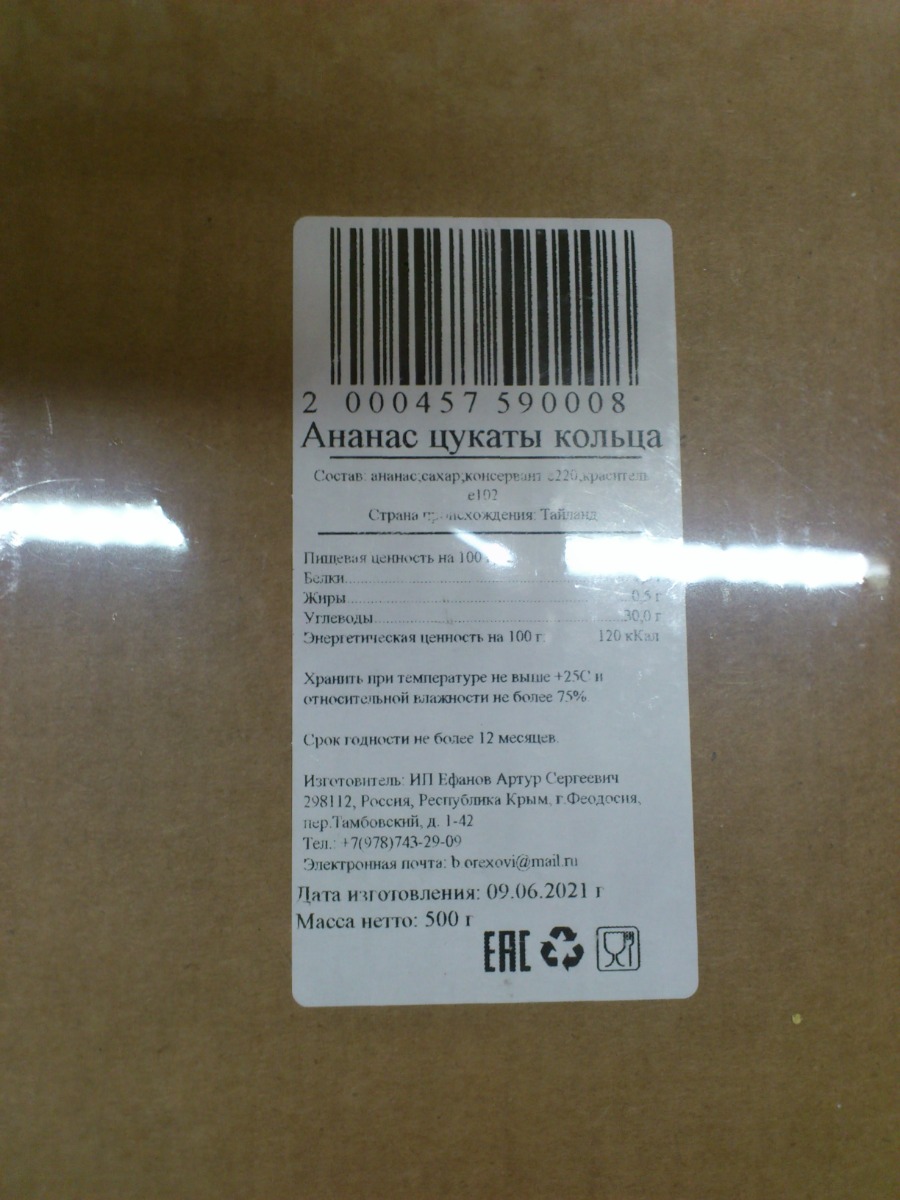 2 000457 590008
Ананас цукаты кольца
Состав: ананас,сахар,консервант е220,краситель
е102
Страна происхождения: Тайланд
Пищевая ценность на 100
Белки
Жиры 0,5 г
Углеводы 30,0 г
Энергетическая ценность на 100 г. 120 кКал
Хранить при температуре не выше +25С и
относительной влажности не более 75%.
Срок годности не более 12 месяцев.
Изготовитель: ИП Ефанов Артур Сергеевич
298112, Россия, Республика Крым, г.Феодосия,
пер.Тамбовский, д. 1-42
Тел.: +7(978)743-29-09
Электронная почта: b.orexovi@mail.ru
Дата изготовления: 09.06.2021 г
Масса нетто: 500 г
EAC